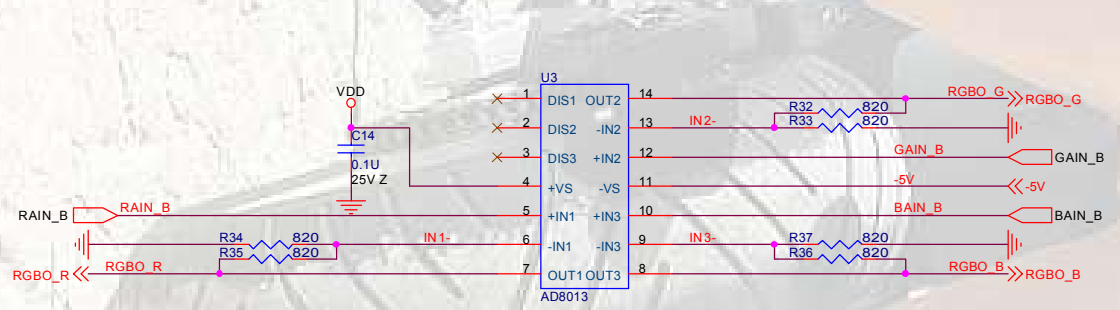 U3
VDD
1 DIS1 OUT2 14 RGBO_G RGBO_G
R32 820
C14 2 DIS2 -IN2 13 IN2- R33 820
0.1U
25V Z
3 DIS3 +IN2 12 GAIN_B GAIN_B
4 +VS -VS 11 -5V -5V
RAIN_B RAIN_B 5 +IN1 +IN3 10 BAIN_B BAIN_B
R34 820 IN1- 6 -IN1 -IN3 9 IN3- R37 820
R35 820 R36 820
RGBO_R RGBO_R 7 OUT1 OUT3 8 RGBO_B RGBO_B
AD8013